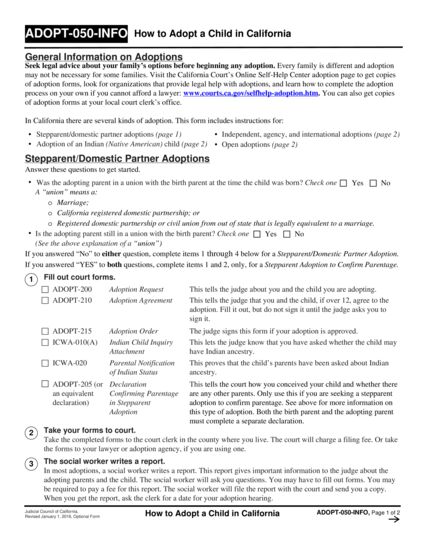 ADOPT-050-INFO How to Adopt a Child in California
General Information on Adoptions
Seek legal advice about your family's options before beginning any adoption. Every family is different and adoption
may not be necessary for some families. Visit the California Court's Online Self-Help Center adoption page to get copies
of adoption forms, look for organizations that provide legal help with adoptions, and learn how to complete the adoption
process on your own if you cannot afford a lawyer: www.courts.ca.gov/selfhelp-adoption.htm. You can also get copies
of adoption forms at your local court clerk's office.
In California there are several kinds of adoption. This form includes instructions for:
• Stepparent/domestic partner adoptions (page 1) • Independent, agency, and international adoptions (page 2)
• Adoption of an Indian (Native American) child (page 2) • Open adoptions (page 2)
Stepparent/Domestic Partner Adoptions
Answer these questions to get started.
• Was the adopting parent in a union with the birth parent at the time the child was born? Check one ☐ Yes ☐ No
A "union" means a:
o Marriage;
o California registered domestic partnership; or
o Registered domestic partnership or civil union from out of state that is legally equivalent to a marriage.
• Is the adopting parent still in a union with the birth parent? Check one ☐ Yes ☐ No
(See the above explanation of a "union")
If you answered "No" to either question, complete items 1 through 4 below for a Stepparent/Domestic Partner Adoption.
If you answered "YES" to both questions, complete items 1 and 2, only, for a Stepparent Adoption to Confirm Parentage.
1 Fill out court forms.
☐ ADOPT-200 Adoption Request This tells the judge about you and the child you are adopting.
☐ ADOPT-210 Adoption Agreement This tells the judge that you and the child, if over 12, agree to the
adoption. Fill it out, but do not sign it until the judge asks you to
sign it.
☐ ADOPT-215 Adoption Order The judge signs this form if your adoption is approved.
☐ ICWA-010(A) Indian Child Inquiry This lets the judge know that you have asked whether the child may
Attachment have Indian ancestry.
☐ ICWA-020 Parental Notification This proves that the child's parents have been asked about Indian
of Indian Status ancestry.
☐ ADOPT-205 (or Declaration This tells the court how you conceived your child and whether there
an equivalent Confirming Parentage are any other parents. Only use this if you are seeking a stepparent
declaration) in Stepparent adoption to confirm parentage. See above for more information on
Adoption this type of adoption. Both the birth parent and the adopting parent
must complete a separate declaration.
2 Take your forms to court.
Take the completed forms to the court clerk in the county where you live. The court will charge a filing fee. Or take
the forms to your lawyer or adoption agency, if you are using one.
3 The social worker writes a report.
In most adoptions, a social worker writes a report. This report gives important information to the judge about the
adopting parents and the child. The social worker will ask you questions. You may have to fill out forms. You may
be required to pay a fee for this report. The social worker will file the report with the court and send you a copy.
When you get the report, ask the clerk for a date for your adoption hearing.
Judicial Council of California,
Revised January 1, 2018, Optional Form
How to Adopt a Child in California
ADOPT-050-INFO, Page 1 of 2